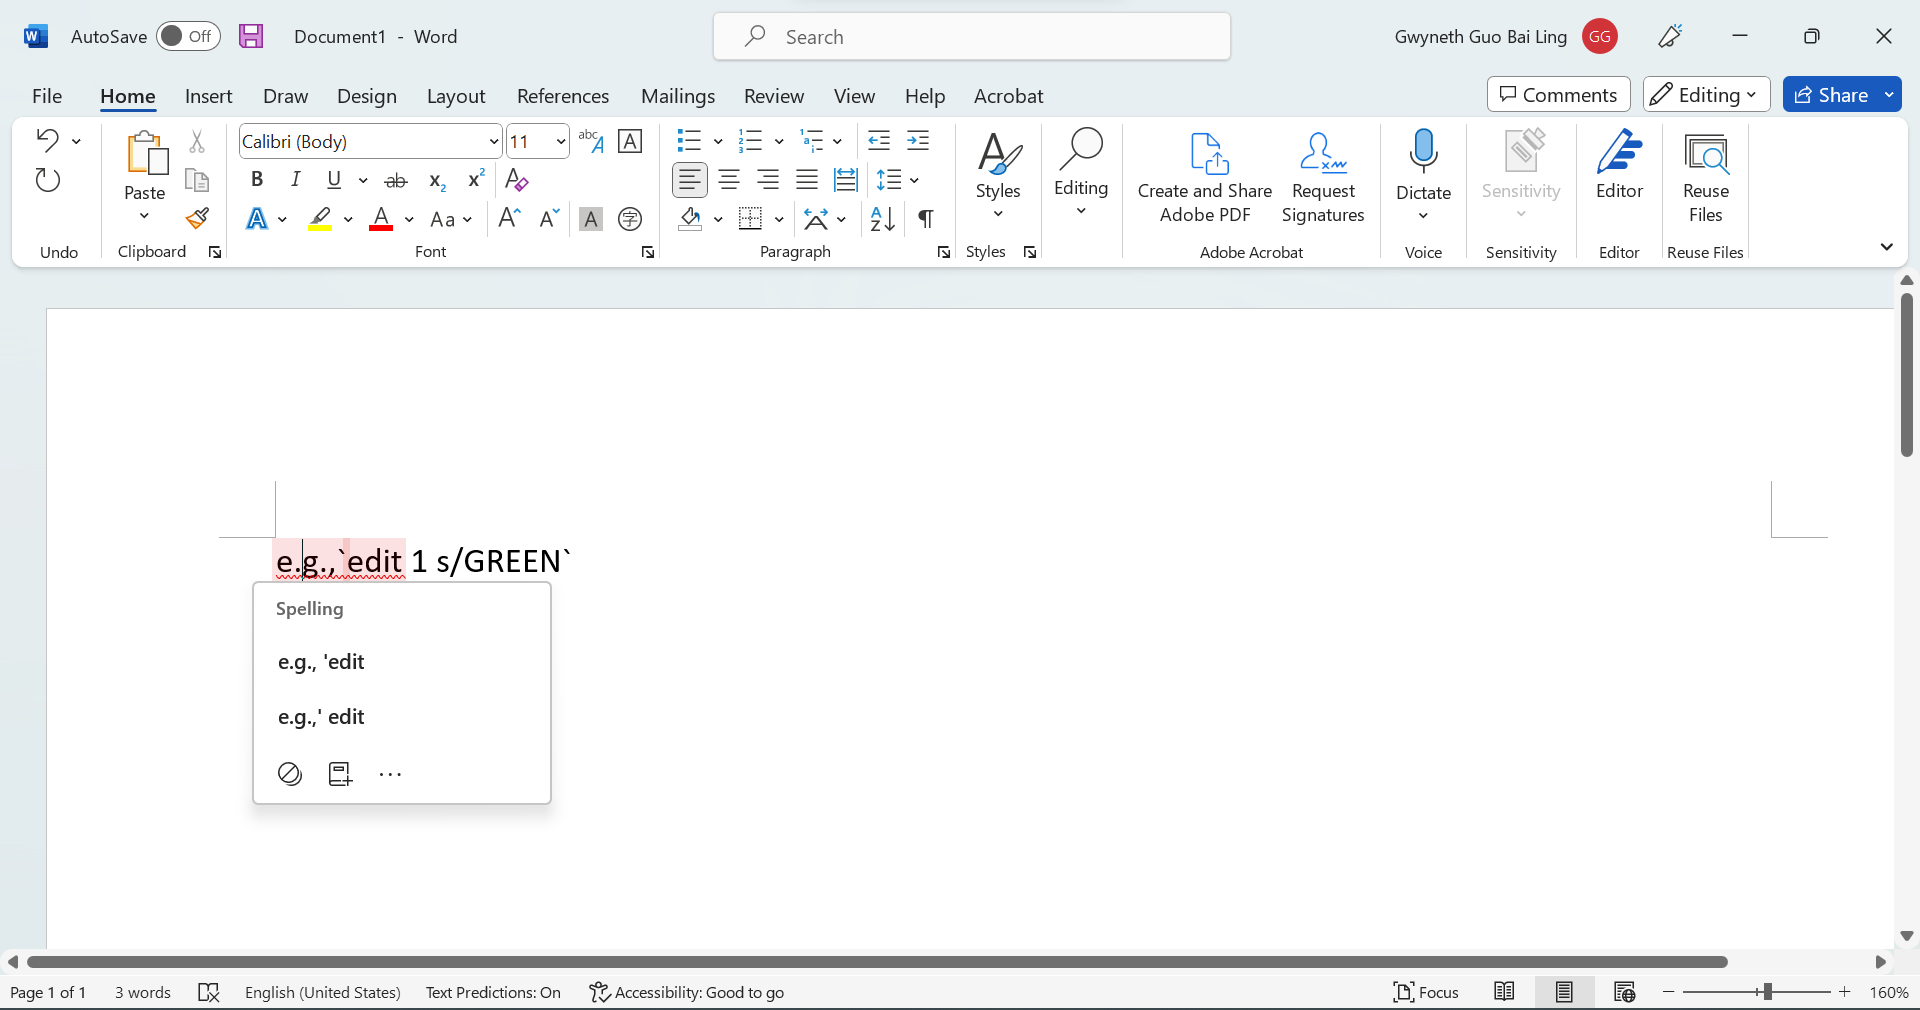 AutoSave Off Document1 - Word Search Gwyneth Guo Bai Ling GG
File Home Insert Draw Design Layout References Mailings Review View Help Acrobat Comments Editing Share
Calibri (Body) 11
Paste
Styles
Editing
Create and Share
Adobe PDF
Request
Signatures
Dictate
Sensitivity
Editor
Reuse
Files
Undo Clipboard Font Paragraph Styles Adobe Acrobat Voice Sensitivity Editor Reuse Files
e.g.,`edit 1 s/GREEN`
Spelling
e.g., 'edit
e.g.,' edit
Page 1 of 1 3 words English (United States) Text Predictions: On Accessibility: Good to go Focus 160%